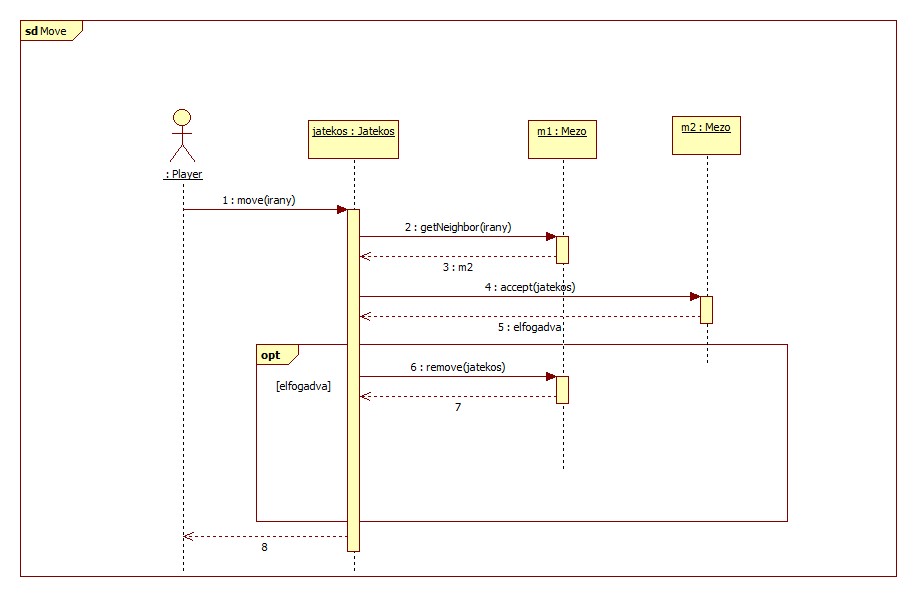 sd Move
: Player
jatekos : Jatekos
m1 : Mezo
m2 : Mezo
1 : move(irany)
2 : getNeighbor(irany)
3 : m2
4 : accept(jatekos)
5 : elfogadva
opt
[elfogadva]
6 : remove(jatekos)
7
8